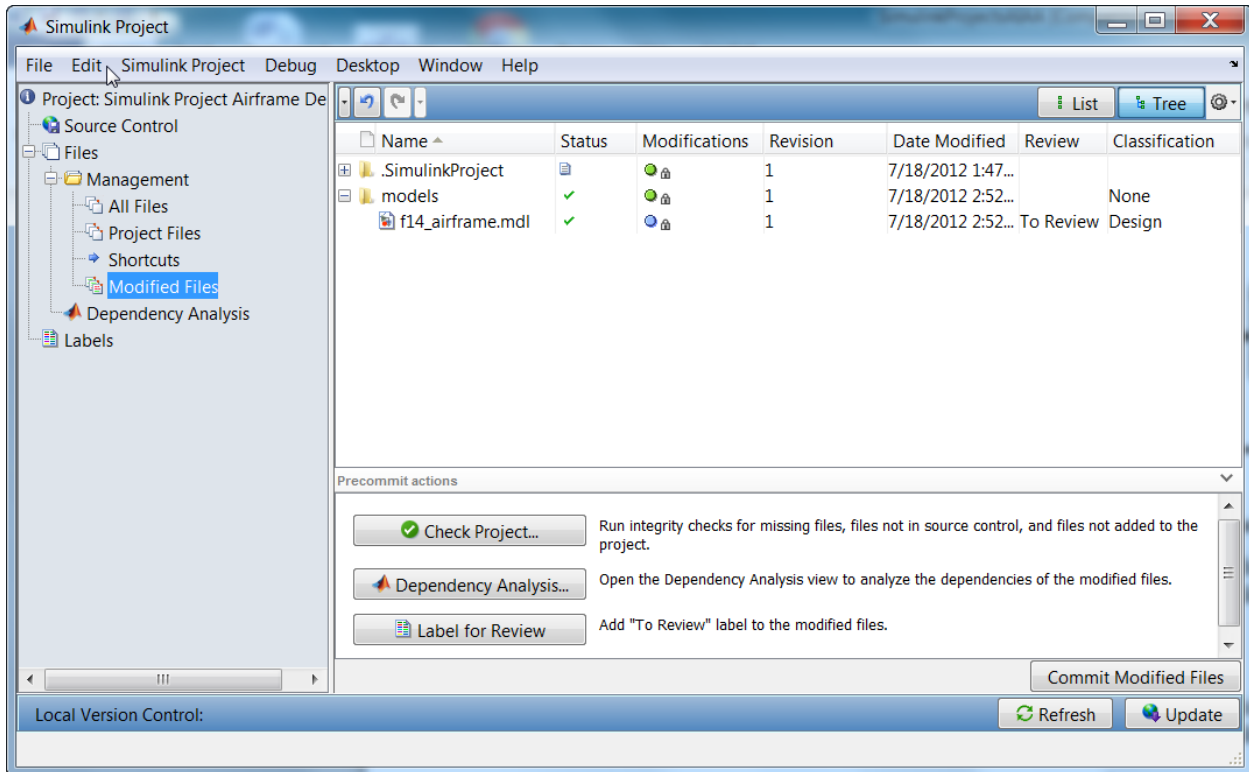 Simulink Project
File Edit Simulink Project Debug Desktop Window Help
Project: Simulink Project Airframe De
Source Control
Files
Management
All Files
Project Files
Shortcuts
Modified Files
Dependency Analysis
Labels
List Tree
Name Status Modifications Revision Date Modified Review Classification
.SimulinkProject 1 7/18/2012 1:47...
models 1 7/18/2012 2:52... None
f14_airframe.mdl 1 7/18/2012 2:52... To Review Design
Precommit actions
Check Project... Run integrity checks for missing files, files not in source control, and files not added to the
project.
Dependency Analysis... Open the Dependency Analysis view to analyze the dependencies of the modified files.
Label for Review Add "To Review" label to the modified files.
Commit Modified Files
Local Version Control: Refresh Update